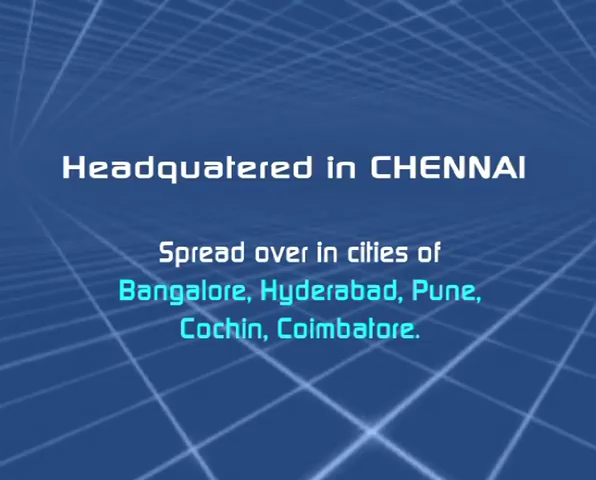 Headquatered in CHENNAI
Spread over in cities of
Bangalore, Hyderabad, Pune,
Cochin, Coimbatore.